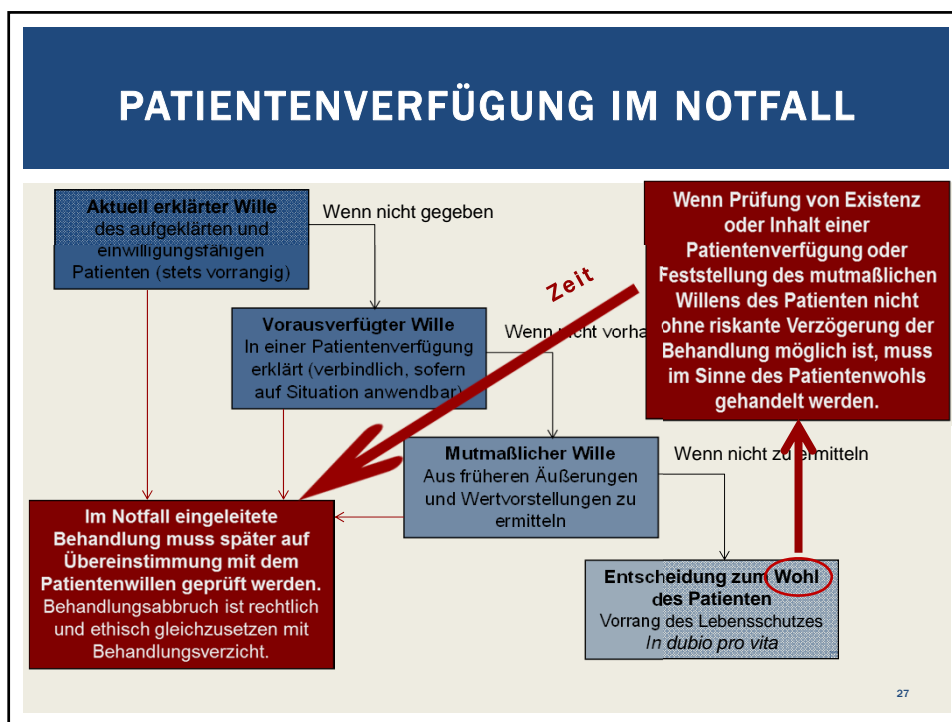 PATIENTENVERFÜGUNG IM NOTFALL
Aktuell erklärter Wille
des aufgeklärten und
einwilligungsfähigen
Patienten (stets vorrangig)
Wenn nicht gegeben
Vorausverfügter Wille
In einer Patientenverfügung
erklärt (verbindlich, sofern
auf Situation anwendbar)
Wenn nicht vorha
Zeit
Wenn Prüfung von Existenz
oder Inhalt einer
Patientenverfügung oder
Feststellung des mutmaßlichen
Willens des Patienten nicht
ohne riskante Verzögerung der
Behandlung möglich ist, muss
im Sinne des Patientenwohls
gehandelt werden.
Mutmaßlicher Wille
Aus früheren Äußerungen
und Wertvorstellungen zu
ermitteln
Wenn nicht zu ermitteln
Im Notfall eingeleitete
Behandlung muss später auf
Übereinstimmung mit dem
Patientenwillen geprüft werden.
Behandlungsabbruch ist rechtlich
und ethisch gleichzusetzen mit
Behandlungsverzicht.
Entscheidung zum Wohl
des Patienten
Vorrang des Lebensschutzes
In dubio pro vita
27